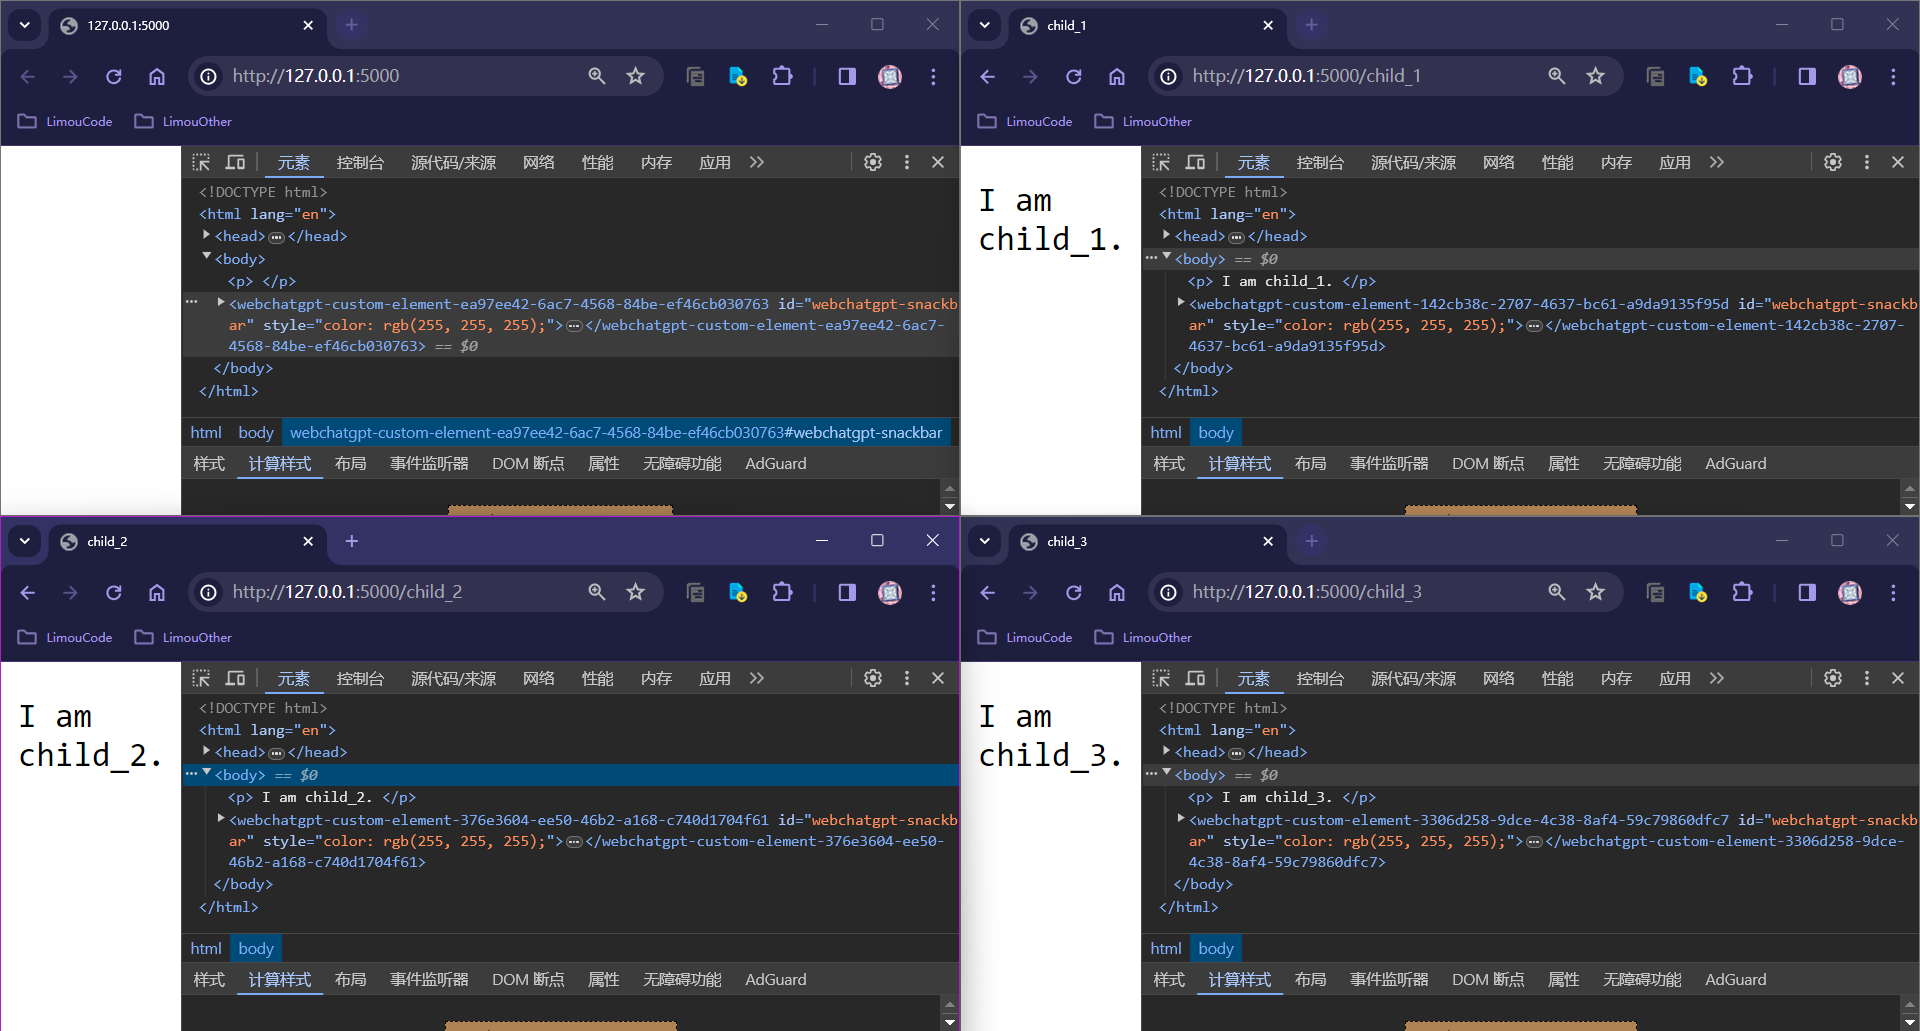 127.0.0.1:5000
http://127.0.0.1:5000
LimouCode LimouOther
元素 控制台 源代码/来源 网络 性能 内存 应用
<!DOCTYPE html>
<html lang="en">
<head> ⋯ </head>
<body>
<p> </p>
<webchatgpt-custom-element-ea97ee42-6ac7-4568-84be-ef46cb030763 id="webchatgpt-snackb
ar" style="color: rgb(255, 255, 255);"> ⋯ </webchatgpt-custom-element-ea97ee42-6ac7-
4568-84be-ef46cb030763> == $0
</body>
</html>
html body webchatgpt-custom-element-ea97ee42-6ac7-4568-84be-ef46cb030763#webchatgpt-snackbar
样式 计算样式 布局 事件监听器 DOM 断点 属性 无障碍功能 AdGuard
child_1
http://127.0.0.1:5000/child_1
LimouCode LimouOther
I am
child_1.
元素 控制台 源代码/来源 网络 性能 内存 应用
<!DOCTYPE html>
<html lang="en">
<head> ⋯ </head>
<body> == $0
<p> I am child_1. </p>
<webchatgpt-custom-element-142cb38c-2707-4637-bc61-a9da9135f95d id="webchatgpt-snackb
ar" style="color: rgb(255, 255, 255);"> ⋯ </webchatgpt-custom-element-142cb38c-2707-
4637-bc61-a9da9135f95d>
</body>
</html>
html body
样式 计算样式 布局 事件监听器 DOM 断点 属性 无障碍功能 AdGuard
child_2
http://127.0.0.1:5000/child_2
LimouCode LimouOther
I am
child_2.
元素 控制台 源代码/来源 网络 性能 内存 应用
<!DOCTYPE html>
<html lang="en">
<head> ⋯ </head>
<body> == $0
<p> I am child_2. </p>
<webchatgpt-custom-element-376e3604-ee50-46b2-a168-c740d1704f61 id="webchatgpt-snackb
ar" style="color: rgb(255, 255, 255);"> ⋯ </webchatgpt-custom-element-376e3604-ee50-
46b2-a168-c740d1704f61>
</body>
</html>
html body
样式 计算样式 布局 事件监听器 DOM 断点 属性 无障碍功能 AdGuard
child_3
http://127.0.0.1:5000/child_3
LimouCode LimouOther
I am
child_3.
元素 控制台 源代码/来源 网络 性能 内存 应用
<!DOCTYPE html>
<html lang="en">
<head> ⋯ </head>
<body> == $0
<p> I am child_3. </p>
<webchatgpt-custom-element-3306d258-9dce-4c38-8af4-59c79860dfc7 id="webchatgpt-snackb
ar" style="color: rgb(255, 255, 255);"> ⋯ </webchatgpt-custom-element-3306d258-9dce-
4c38-8af4-59c79860dfc7>
</body>
</html>
html body
样式 计算样式 布局 事件监听器 DOM 断点 属性 无障碍功能 AdGuard